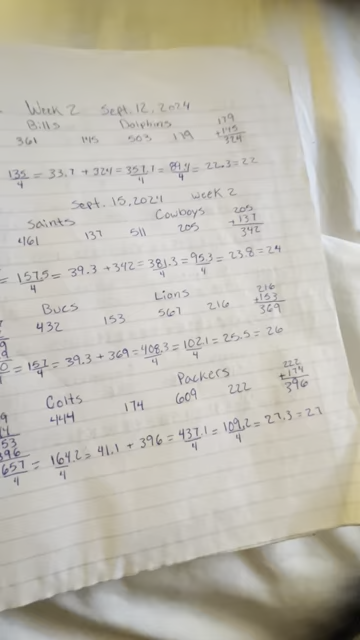 Week 2 Sept. 12, 2024
Bills Dolphins 179
361 145 503 179 +145
324
135/4 = 33.7 + 324 = 357.1/4 = 89.4/4 = 22.3 = 22
Sept. 15, 2024 week 2
Saints Cowboys 205
461 137 511 205 +137
342
= 157.5/4 = 39.3 + 342 = 381.3/4 = 95.3/4 = 23.8 = 24
Bucs Lions 216
432 153 567 216 +153
369
= 157/4 = 39.3 + 369 = 408.3/4 = 102.1/4 = 25.5 = 26
Colts Packers 222
444 174 609 222 +174
396
53
396
657/4 = 164.2/4 = 41.1 + 396 = 437.1/4 = 109.2/4 = 27.3 = 27